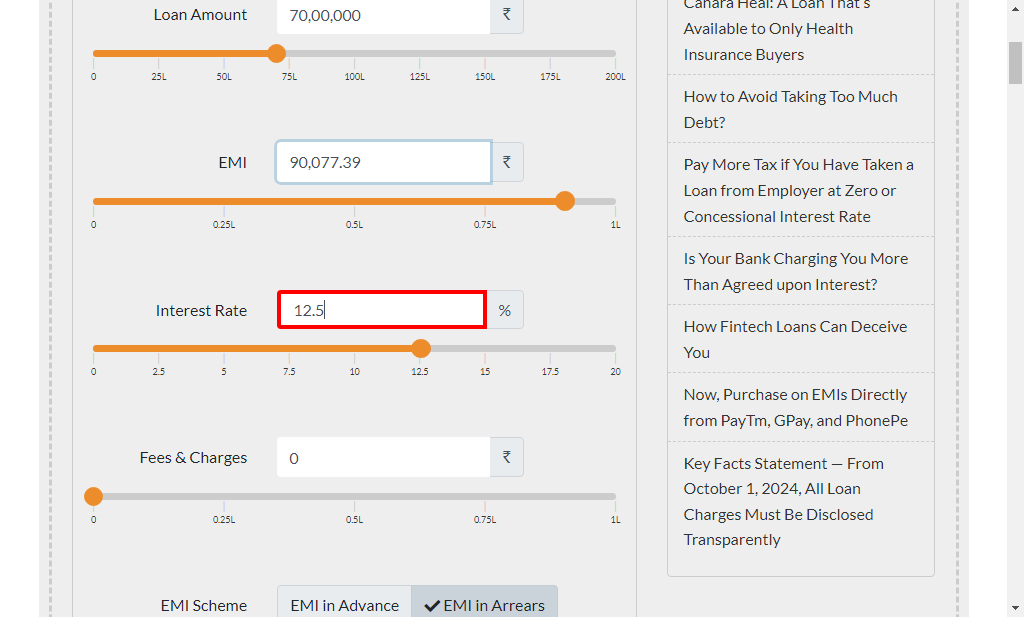 Loan Amount 70,00,000 ₹
0 25L 50L 75L 100L 125L 150L 175L 200L
EMI 90,077.39 ₹
0 0.25L 0.5L 0.75L 1L
Interest Rate 12.5 %
0 2.5 5 7.5 10 12.5 15 17.5 20
Fees & Charges 0 ₹
0 0.25L 0.5L 0.75L 1L
EMI Scheme EMI in Advance EMI in Arrears
Canara Heal: A Loan That's
Available to Only Health
Insurance Buyers
How to Avoid Taking Too Much
Debt?
Pay More Tax if You Have Taken a
Loan from Employer at Zero or
Concessional Interest Rate
Is Your Bank Charging You More
Than Agreed upon Interest?
How Fintech Loans Can Deceive
You
Now, Purchase on EMIs Directly
from PayTm, GPay, and PhonePe
Key Facts Statement — From
October 1, 2024, All Loan
Charges Must Be Disclosed
Transparently